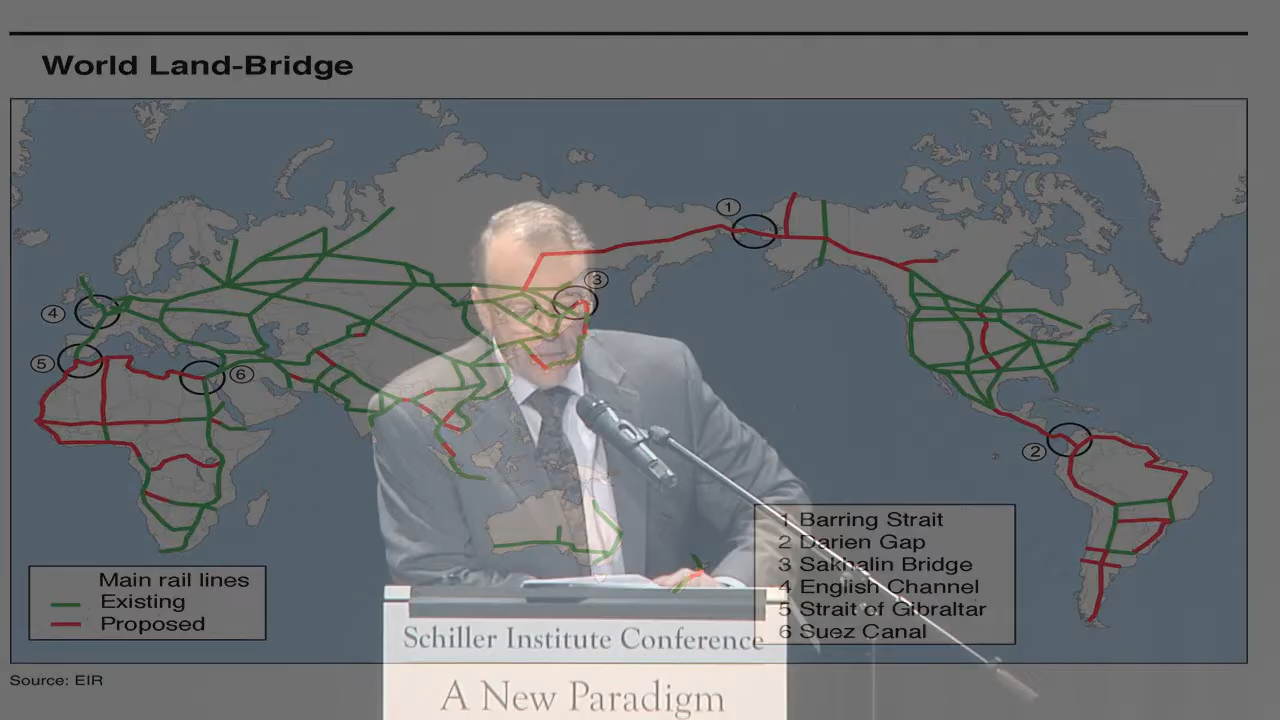 World Land-Bridge
1
3
4
5
6
2
1 Barring Strait
2 Darien Gap
3 Sakhalin Bridge
4 English Channel
5 Strait of Gibraltar
6 Suez Canal
Main rail lines
Existing
Proposed
Schiller Institute Conference
A New Paradigm
Source: EIR